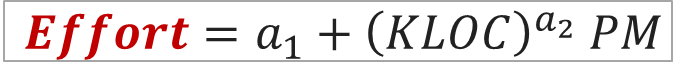 Effort = a₁ + (KLOC)^a₂ PM